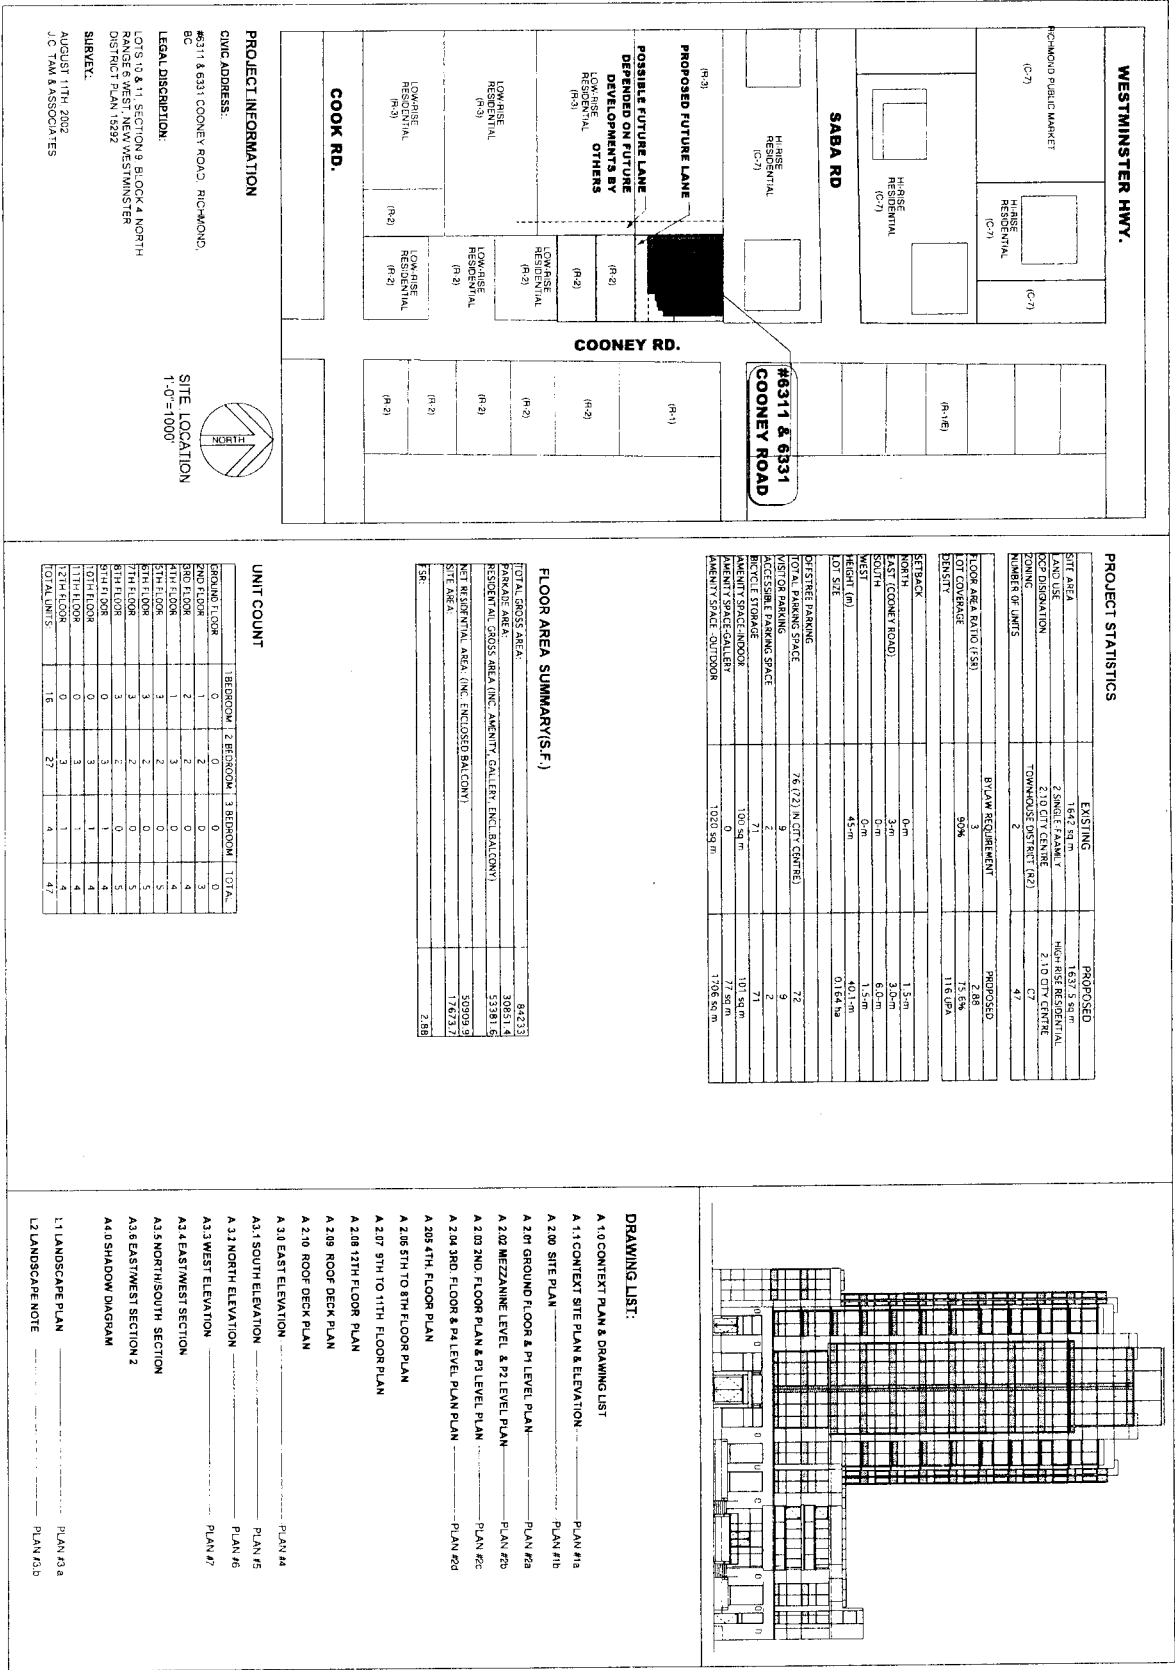 WESTMINSTER HWY.
RICHMOND PUBLIC MARKET
(C-7)
HI-RISE
RESIDENTIAL
(C-7)
(C-7)
HI-RISE
RESIDENTIAL
(C-7)
SABA RD
HI-RISE
RESIDENTIAL
(C-7)
(R-3)
PROPOSED FUTURE LANE
POSSIBLE FUTURE LANE
DEPENDED ON FUTURE
DEVELOPMENTS BY
OTHERS
LOW-RISE
RESIDENTIAL
(R-3)
LOW-RISE
RESIDENTIAL
(R-3)
LOW-RISE
RESIDENTIAL
(R-3)
(R-2)
(R-2)
(R-2)
LOW-RISE
RESIDENTIAL
(R-2)
LOW-RISE
RESIDENTIAL
(R-2)
LOW-RISE
RESIDENTIAL
(R-2)
COOK RD.
COONEY RD.
#6311 & 6331
COONEY ROAD
(R-1/E)
(R-1)
(R-2)
(R-2)
(R-2)
(R-2)
NORTH
SITE LOCATION
1'-0"=1000'
PROJECT INFORMATION
CIVIC ADDRESS:
#6311 & 6331 COONEY ROAD, RICHMOND,
BC
LEGAL DISCRIPTION:
LOTS 10 & 11, SECTION 9 BLOCK 4 NORTH
RANGE 6 WEST, NEW WESTMINSTER
DISTRICT PLAN 15292
SURVEY:
AUGUST 11TH, 2002
J.C. TAM & ASSOCIATES
PROJECT STATISTICS
EXISTING PROPOSED
SITE AREA 1642 sq m 1637.5 sq m
LAND USE 2 SINGLE FAAMILY HIGH RISE RESIDENTIAL
OCP DISIGNATION 2.10 CITY CENTRE 2.10 CITY CENTRE
ZONING TOWNHOUSE DISTRICT (R2) C7
NUMBER OF UNITS 2 47
BYLAW REQUIREMENT PROPOSED
FLOOR AREA RATIO (FSR) 3 2.88
LOT COVERAGE 90% 75.6%
DENSITY 116 UPA
SETBACK
NORTH 0-m 1.5-m
EAST (COONEY ROAD) 3-m 3.0-m
SOUTH 0-m 6.0-m
WEST 0-m 1.5-m
HEIGHT (m) 45-m 40.1-m
LOT SIZE 0.164 ha
OFFSTREE PARKING
TOTAL PARKING SPACE 76 (72) IN CITY CENTRE) 72
VISITOR PARKING 9 9
ACCESSIBLE PARKING SPACE 2 2
BICYCLE STORAGE 71 71
AMENITY SPACE-INDOOR 100 sq m 101 sq m
AMENITY SPACE-GALLERY 0 77 sq m
AMENITY SPACE -OUTDOOR 1020 sq m 1706 sq m
FLOOR AREA SUMMARY(S.F.)
TOTAL GROSS AREA: 84233
PARKADE AREA: 30851.4
RESIDENTAIL GROSS AREA (INC. AMENITY, GALLERY, ENCL.BALCONY) 53381.6
NET RESIDENTIAL AREA: (INC. ENCLOSED BALCONY) 50909.9
SITE AREA: 17673.7
FSR: 2.88
UNIT COUNT
1 BEDROOM 2 BEDROOM 3 BEDROOM TOTAL
GROUND FLOOR 0 0 0 0
2ND FLOOR 1 2 0 3
3RD FLOOR 2 2 0 4
4TH FLOOR 1 3 0 4
5TH FLOOR 3 2 0 5
6TH FLOOR 3 2 0 5
7TH FLOOR 3 2 0 5
8TH FLOOR 3 2 0 5
9TH FLOOR 0 3 1 4
10TH FLOOR 0 3 1 4
11TH FLOOR 0 3 1 4
12TH FLOOR 0 3 1 4
TOTAL UNITS: 16 27 4 47
DRAWING LIST:
A 1.0 CONTEXT PLAN & DRAWING LIST
A 1.1 CONTEXT SITE PLAN & ELEVATION PLAN #1a
A 2.00 SITE PLAN PLAN #1b
A 2.01 GROUND FLOOR & P1 LEVEL PLAN PLAN #2a
A 2.02 MEZZANINE LEVEL & P2 LEVEL PLAN PLAN #2b
A 2.03 2ND. FLOOR PLAN & P3 LEVEL PLAN PLAN #2c
A 2.04 3RD. FLOOR & P4 LEVEL PLAN PLAN PLAN #2d
A 205 4TH. FLOOR PLAN
A 2.06 5TH TO 8TH FLOOR PLAN
A 2.07 9TH TO 11TH FLOOR PLAN
A 2.08 12TH FLOOR PLAN
A 2.09 ROOF DECK PLAN
A 2.10 ROOF DECK PLAN
A 3.0 EAST ELEVATION PLAN #4
A3.1 SOUTH ELEVATION PLAN #5
A 3.2 NORTH ELEVATION PLAN #6
A3.3 WEST ELEVATION PLAN #7
A3.4 EAST/WEST SECTION
A3.5 NORTH/SOUTH SECTION
A3.6 EAST/WEST SECTION 2
A4.0 SHADOW DIAGRAM
L1 LANDSCAPE PLAN PLAN #3.a
L2 LANDSCAPE NOTE PLAN #3.b